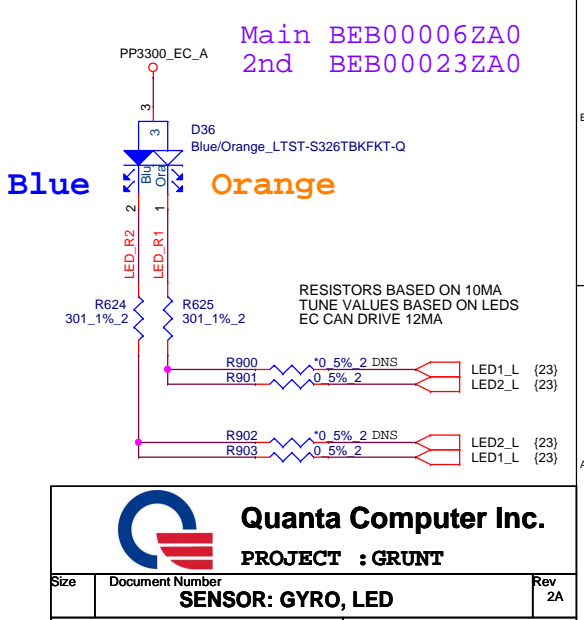 Main BEB00006ZA0
2nd BEB00023ZA0
PP3300_EC_A
3
3
D36
Blue/Orange_LTST-S326TBKFKT-Q
Blue
Blu
Ora
Orange
2
1
LED_R2
LED_R1
RESISTORS BASED ON 10MA
TUNE VALUES BASED ON LEDS
EC CAN DRIVE 12MA
R624
301_1%_2
R625
301_1%_2
R900 *0_5%_2 DNS LED1_L {23}
R901 0_5%_2 LED2_L {23}
R902 *0_5%_2 DNS LED2_L {23}
R903 0_5%_2 LED1_L {23}
B
A
Quanta Computer Inc.
PROJECT : GRUNT
Size Document Number Rev
SENSOR: GYRO, LED 2A